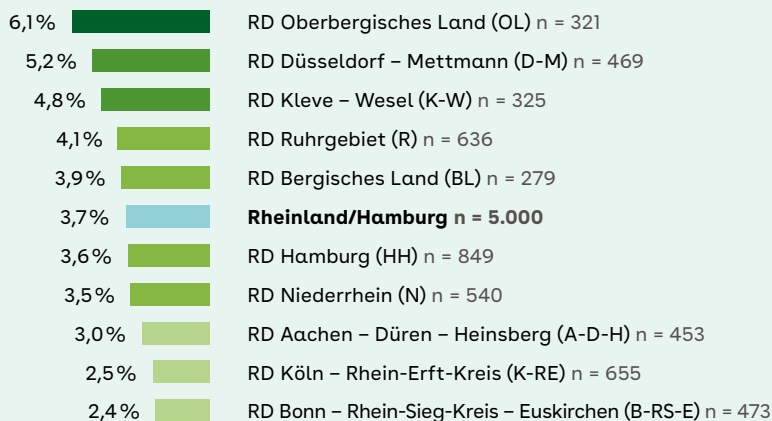 6,1% RD Oberbergisches Land (OL) n = 321
5,2% RD Düsseldorf – Mettmann (D-M) n = 469
4,8% RD Kleve – Wesel (K-W) n = 325
4,1% RD Ruhrgebiet (R) n = 636
3,9% RD Bergisches Land (BL) n = 279
3,7% Rheinland/Hamburg n = 5.000
3,6% RD Hamburg (HH) n = 849
3,5% RD Niederrhein (N) n = 540
3,0% RD Aachen – Düren – Heinsberg (A-D-H) n = 453
2,5% RD Köln – Rhein-Erft-Kreis (K-RE) n = 655
2,4% RD Bonn – Rhein-Sieg-Kreis – Euskirchen (B-RS-E) n = 473